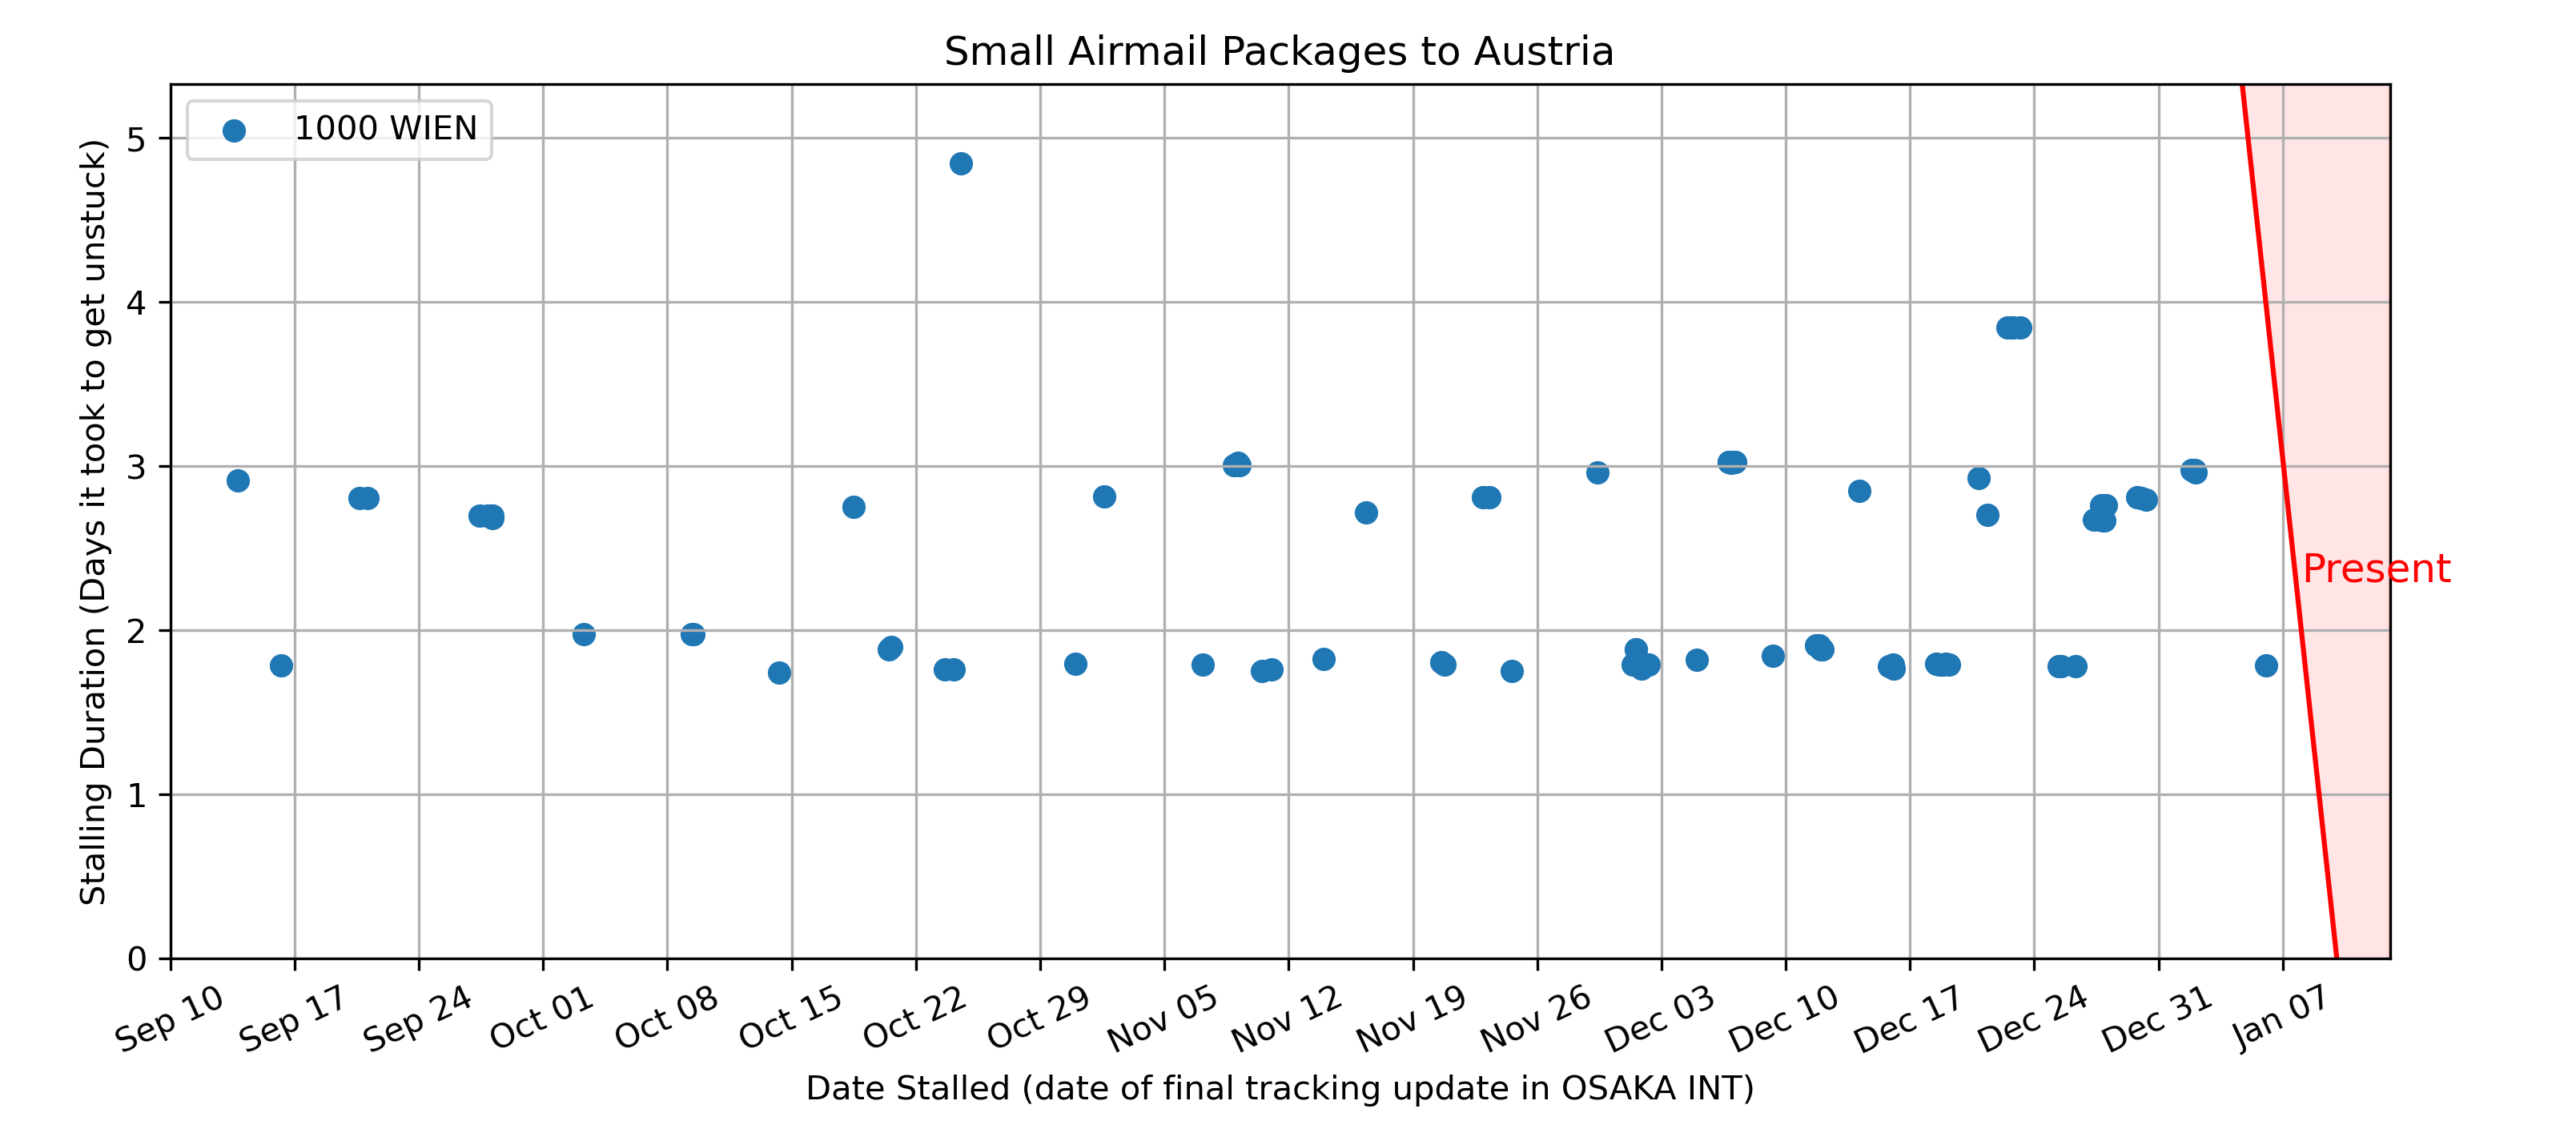 Small Airmail Packages to Austria
1000 WIEN
Stalling Duration (Days it took to get unstuck)
5
4
3
2
1
0
Present
Sep 10
Sep 17
Sep 24
Oct 01
Oct 08
Oct 15
Oct 22
Oct 29
Nov 05
Nov 12
Nov 19
Nov 26
Dec 03
Dec 10
Dec 17
Dec 24
Dec 31
Jan 07
Date Stalled (date of final tracking update in OSAKA INT)